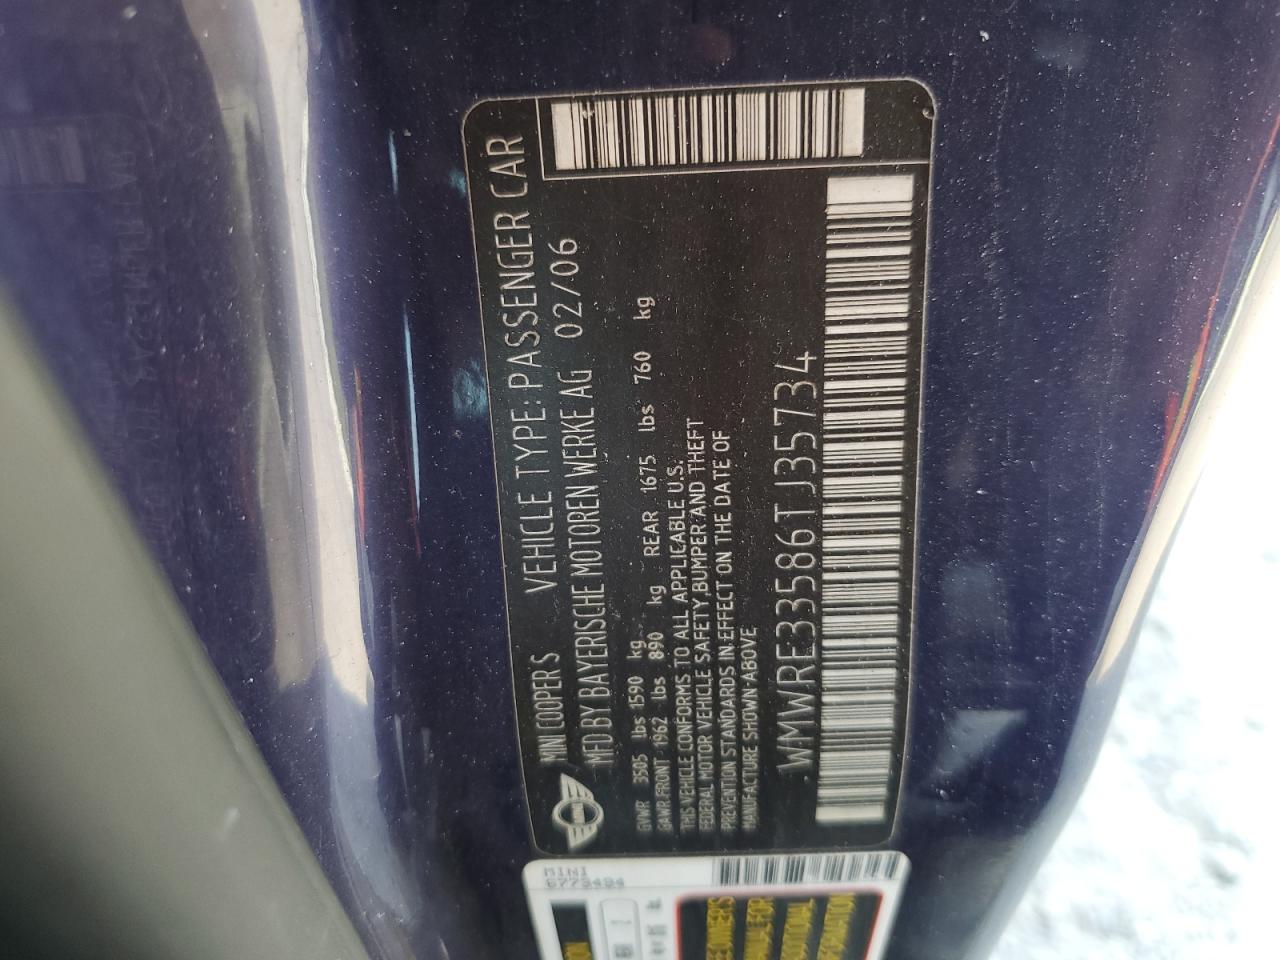 MINI COOPER S VEHICLE TYPE: PASSENGER CAR
MFD BY BAYERISCHE MOTOREN WERKE AG 02/06
GVWR 3505 lbs 1590 kg
GAWR FRONT 1962 lbs 890 kg REAR 1675 lbs 760 kg
THIS VEHICLE CONFORMS TO ALL APPLICABLE U.S.
FEDERAL MOTOR VEHICLE SAFETY,BUMPER AND THEFT
PREVENTION STANDARDS IN EFFECT ON THE DATE OF
MANUFACTURE SHOWN ABOVE
WMWRE33586TJ35734
MINI
6779494